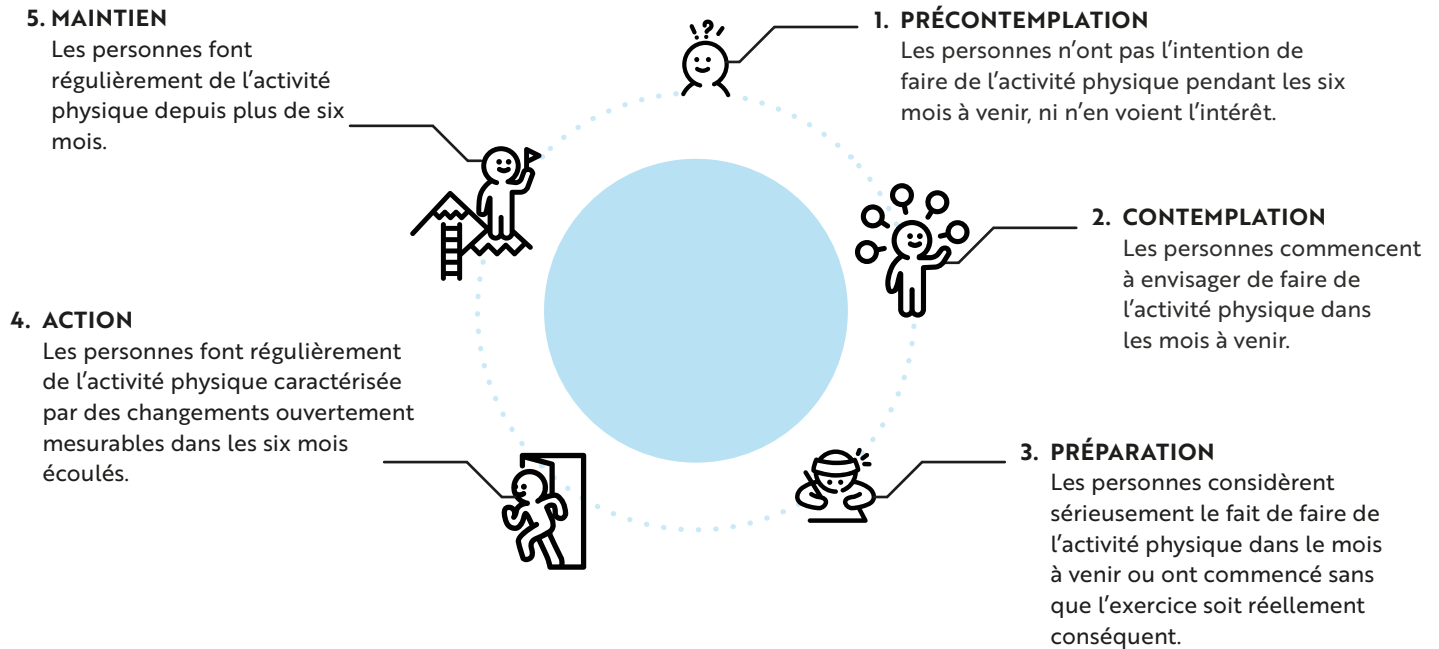 1. PRÉCONTEMPLATION
Les personnes n’ont pas l’intention de
faire de l’activité physique pendant les six
mois à venir, ni n’en voient l’intérêt.
2. CONTEMPLATION
Les personnes commencent
à envisager de faire de
l’activité physique dans
les mois à venir.
3. PRÉPARATION
Les personnes considèrent
sérieusement le fait de faire de
l’activité physique dans le mois
à venir ou ont commencé sans
que l’exercice soit réellement
conséquent.
4. ACTION
Les personnes font régulièrement
de l’activité physique caractérisée
par des changements ouvertement
mesurables dans les six mois
écoulés.
5. MAINTIEN
Les personnes font
régulièrement de l’activité
physique depuis plus de six
mois.
!?!